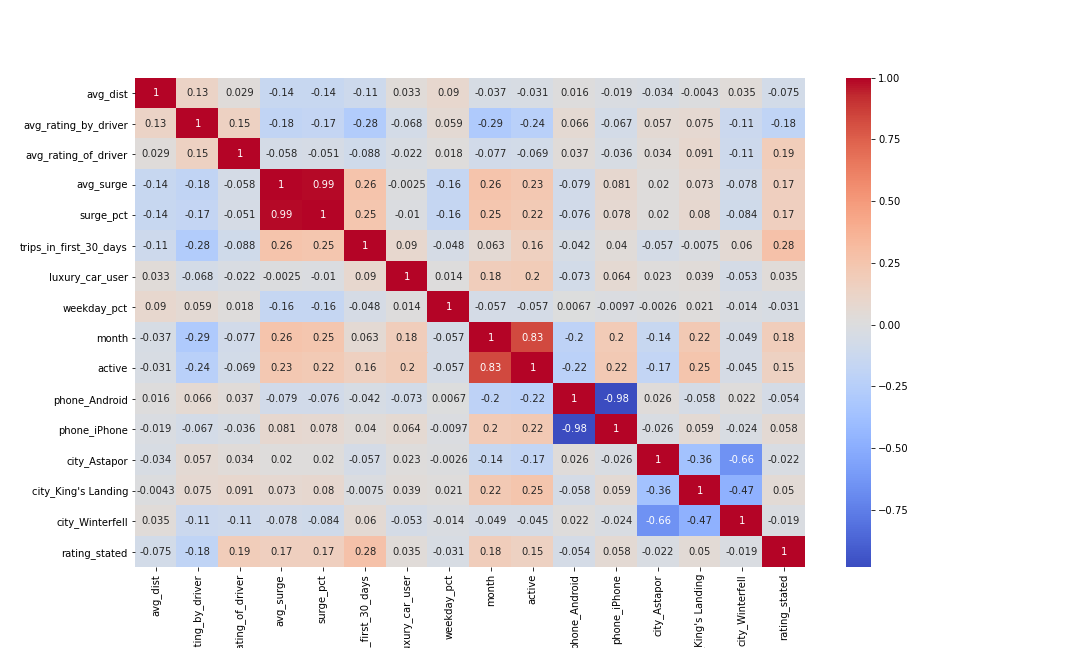 avg_dist 1 0.13 0.029 -0.14 -0.14 -0.11 0.033 0.09 -0.037 -0.031 0.016 -0.019 -0.034 -0.0043 0.035 -0.075
avg_rating_by_driver 0.13 1 0.15 -0.18 -0.17 -0.28 -0.068 0.059 -0.29 -0.24 0.066 -0.067 0.057 0.075 -0.11 -0.18
avg_rating_of_driver 0.029 0.15 1 -0.058 -0.051 -0.088 -0.022 0.018 -0.077 -0.069 0.037 -0.036 0.034 0.091 -0.11 0.19
avg_surge -0.14 -0.18 -0.058 1 0.99 0.26 -0.0025 -0.16 0.26 0.23 -0.079 0.081 0.02 0.073 -0.078 0.17
surge_pct -0.14 -0.17 -0.051 0.99 1 0.25 -0.01 -0.16 0.25 0.22 -0.076 0.078 0.02 0.08 -0.084 0.17
trips_in_first_30_days -0.11 -0.28 -0.088 0.26 0.25 1 0.09 -0.048 0.063 0.16 -0.042 0.04 -0.057 -0.0075 0.06 0.28
luxury_car_user 0.033 -0.068 -0.022 -0.0025 -0.01 0.09 1 0.014 0.18 0.2 -0.073 0.064 0.023 0.039 -0.053 0.035
weekday_pct 0.09 0.059 0.018 -0.16 -0.16 -0.048 0.014 1 -0.057 -0.057 0.0067 -0.0097 -0.0026 0.021 -0.014 -0.031
month -0.037 -0.29 -0.077 0.26 0.25 0.063 0.18 -0.057 1 0.83 -0.2 0.2 -0.14 0.22 -0.049 0.18
active -0.031 -0.24 -0.069 0.23 0.22 0.16 0.2 -0.057 0.83 1 -0.22 0.22 -0.17 0.25 -0.045 0.15
phone_Android 0.016 0.066 0.037 -0.079 -0.076 -0.042 -0.073 0.0067 -0.2 -0.22 1 -0.98 0.026 -0.058 0.022 -0.054
phone_iPhone -0.019 -0.067 -0.036 0.081 0.078 0.04 0.064 -0.0097 0.2 0.22 -0.98 1 -0.026 0.059 -0.024 0.058
city_Astapor -0.034 0.057 0.034 0.02 0.02 -0.057 0.023 -0.0026 -0.14 -0.17 0.026 -0.026 1 -0.36 -0.66 -0.022
city_King's Landing -0.0043 0.075 0.091 0.073 0.08 -0.0075 0.039 0.021 0.22 0.25 -0.058 0.059 -0.36 1 -0.47 0.05
city_Winterfell 0.035 -0.11 -0.11 -0.078 -0.084 0.06 -0.053 -0.014 -0.049 -0.045 0.022 -0.024 -0.66 -0.47 1 -0.019
rating_stated -0.075 -0.18 0.19 0.17 0.17 0.28 0.035 -0.031 0.18 0.15 -0.054 0.058 -0.022 0.05 -0.019 1
avg_dist
ting_by_driver
ating_of_driver
avg_surge
surge_pct
_first_30_days
uxury_car_user
weekday_pct
month
active
phone_Android
phone_iPhone
city_Astapor
King's Landing
city_Winterfell
rating_stated
1.00
0.75
0.50
0.25
0.00
−0.25
−0.50
−0.75